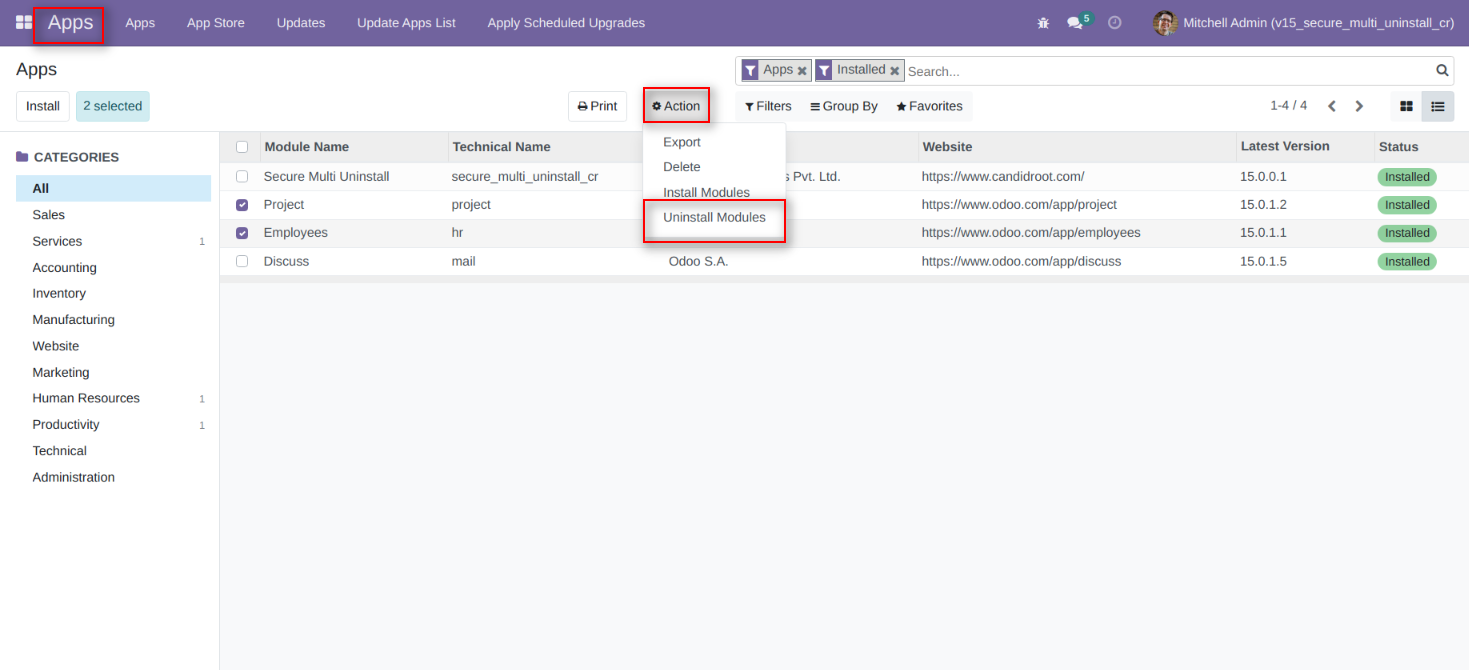 Apps Apps App Store Updates Update Apps List Apply Scheduled Upgrades 5 Mitchell Admin (v15_secure_multi_uninstall_cr)
Apps
Apps Installed Search...
Install 2 selected Print Action Filters Group By Favorites 1-4 / 4
Export
Delete
Install Modules
Uninstall Modules
CATEGORIES
All
Sales
Services 1
Accounting
Inventory
Manufacturing
Website
Marketing
Human Resources 1
Productivity 1
Technical
Administration
Module Name Technical Name Website Latest Version Status
Secure Multi Uninstall secure_multi_uninstall_cr Pvt. Ltd. https://www.candidroot.com/ 15.0.0.1 Installed
Project project https://www.odoo.com/app/project 15.0.1.2 Installed
Employees hr https://www.odoo.com/app/employees 15.0.1.1 Installed
Discuss mail Odoo S.A. https://www.odoo.com/app/discuss 15.0.1.5 Installed